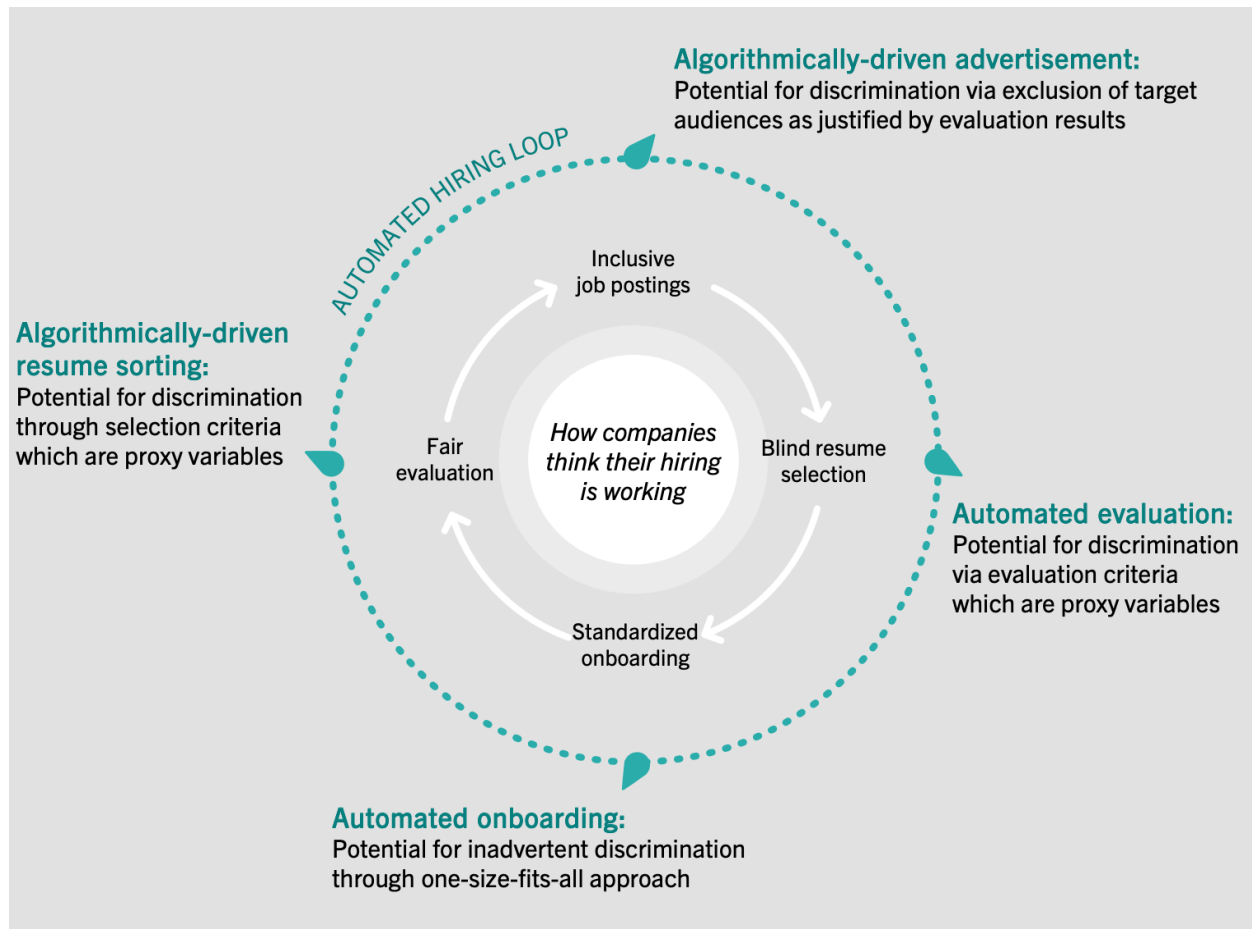 Algorithmically-driven advertisement:
Potential for discrimination via exclusion of target
audiences as justified by evaluation results
AUTOMATED HIRING LOOP
Inclusive
job postings
Algorithmically-driven
resume sorting:
Potential for discrimination
through selection criteria
which are proxy variables
Fair
evaluation
How companies
think their hiring
is working
Blind resume
selection
Automated evaluation:
Potential for discrimination
via evaluation criteria
which are proxy variables
Standardized
onboarding
Automated onboarding:
Potential for inadvertent discrimination
through one-size-fits-all approach